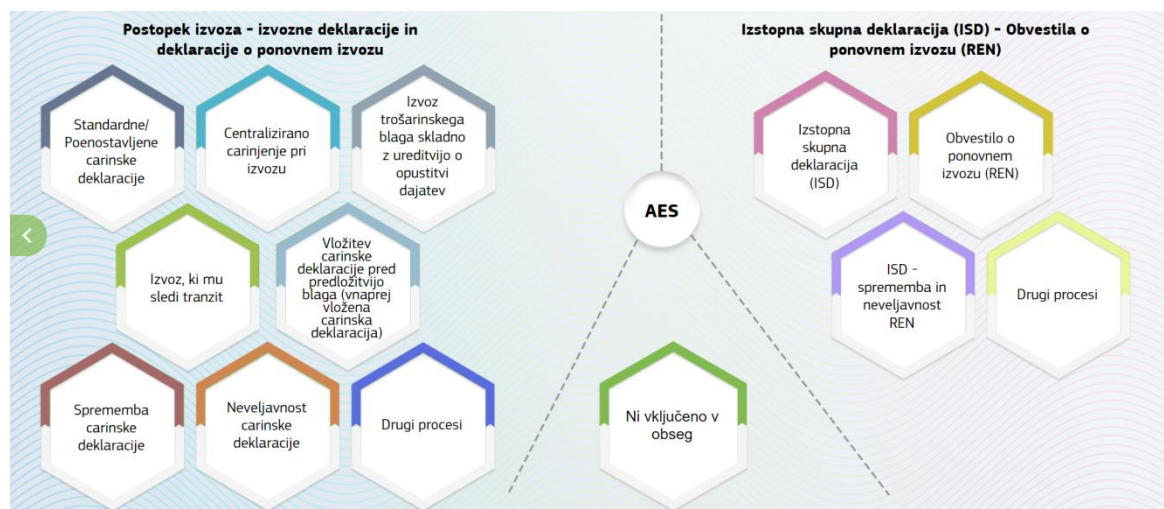 Postopek izvoza - izvozne deklaracije in
deklaracije o ponovnem izvozu
Standardne/
Poenostavljene
carinske
deklaracije
Centralizirano
carinjenje pri
izvozu
Izvoz
trošarinskega
blaga skladno
z ureditvijo o
opustitvi
dajatev
Izvoz, ki mu
sledi tranzit
Vložitev
carinske
deklaracije pred
predložitvijo
blaga (vnaprej
vložena
carinska
deklaracija)
Sprememba
carinske
deklaracije
Neveljavnost
carinske
deklaracije
Drugi procesi
AES
Ni vključeno v
obseg
Izstopna skupna deklaracija (ISD) - Obvestila o
ponovnem izvozu (REN)
Izstopna
skupna
deklaracija
(ISD)
Obvestilo o
ponovnem
izvozu (REN)
ISD -
sprememba in
neveljavnost
REN
Drugi procesi